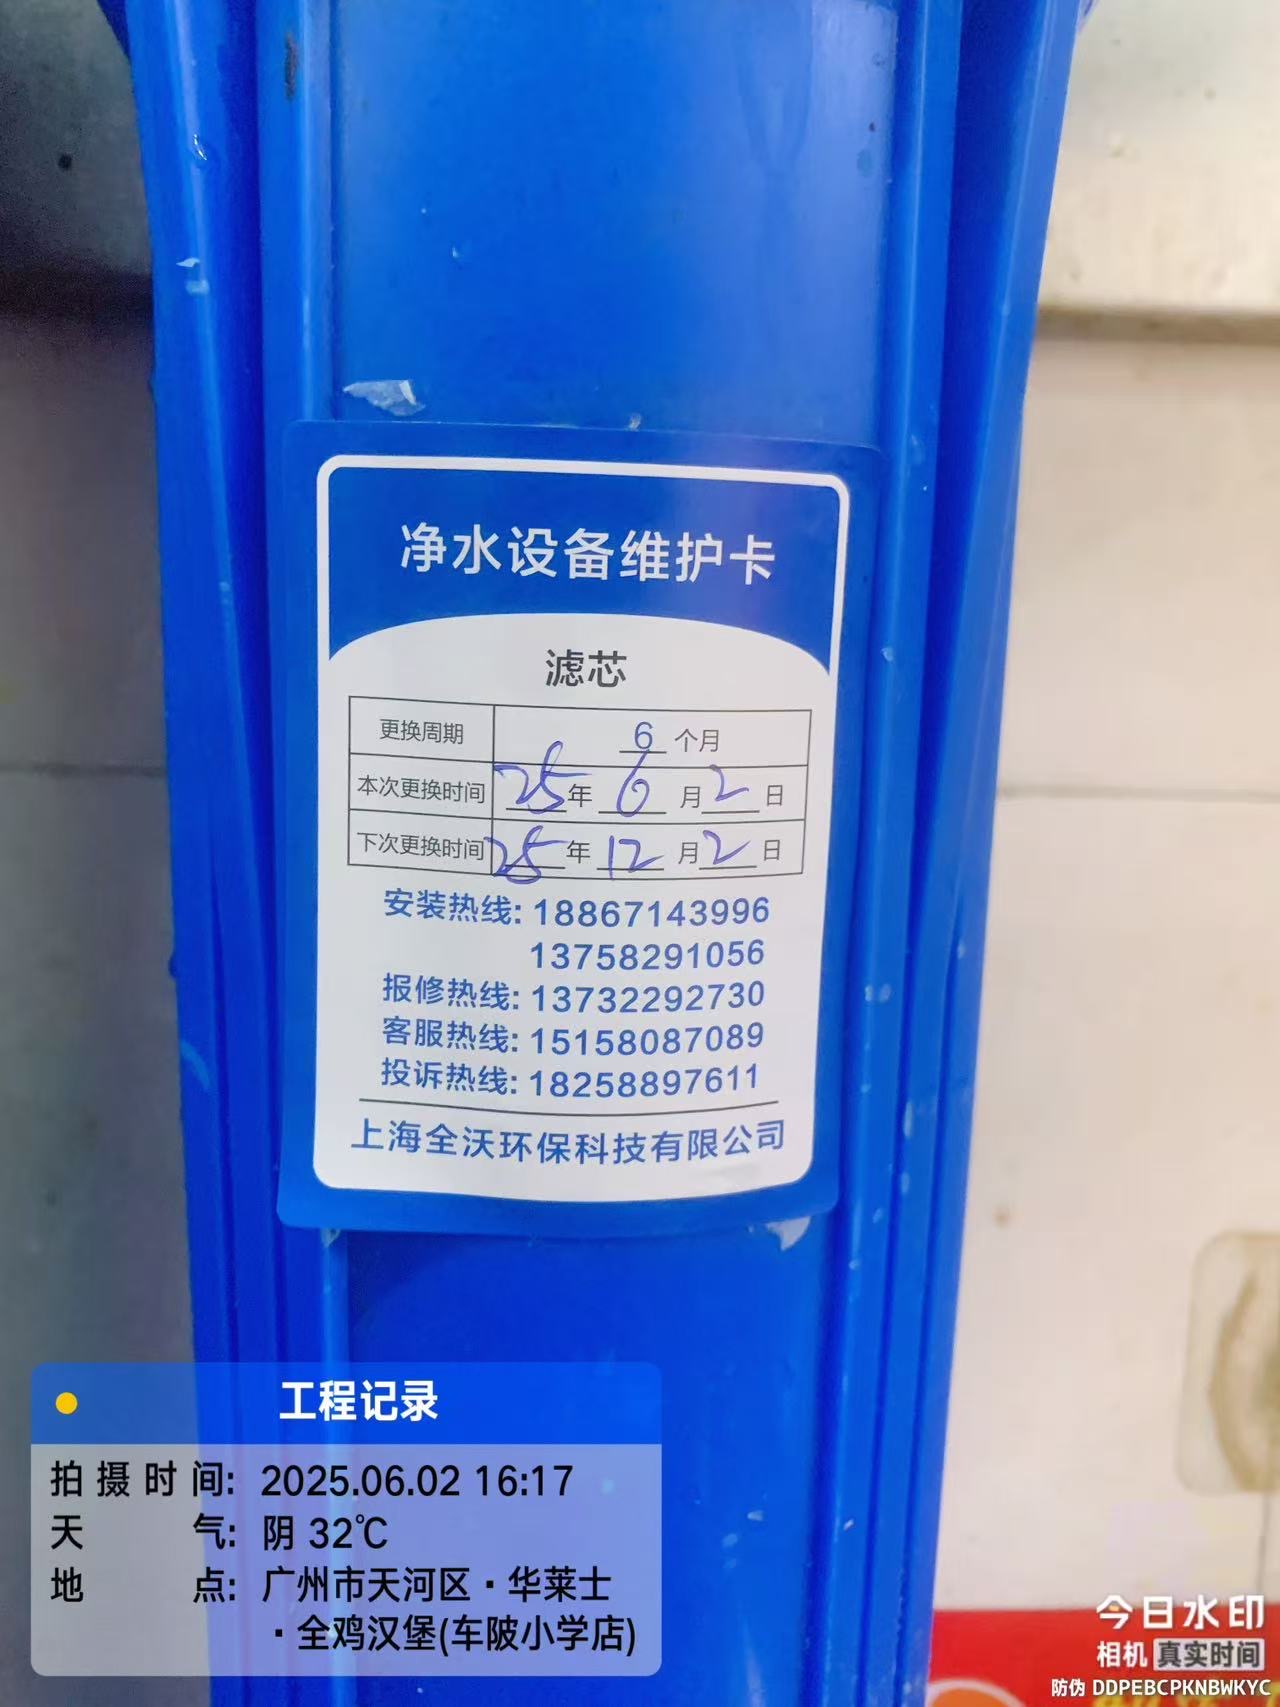 净水设备维护卡
滤芯
更换周期 6 个月
本次更换时间 25年 6 月 2 日
下次更换时间 25年 12 月 2 日
安装热线: 18867143996
13758291056
报修热线: 13732292730
客服热线: 15158087089
投诉热线: 18258897611
上海全沃环保科技有限公司
工程记录
拍摄时间: 2025.06.02 16:17
天气: 阴 32℃
地点: 广州市天河区·华莱士
·全鸡汉堡(车陂小学店)
今日水印
相机 真实时间
防伪 DDPEBCPKNBWKYC